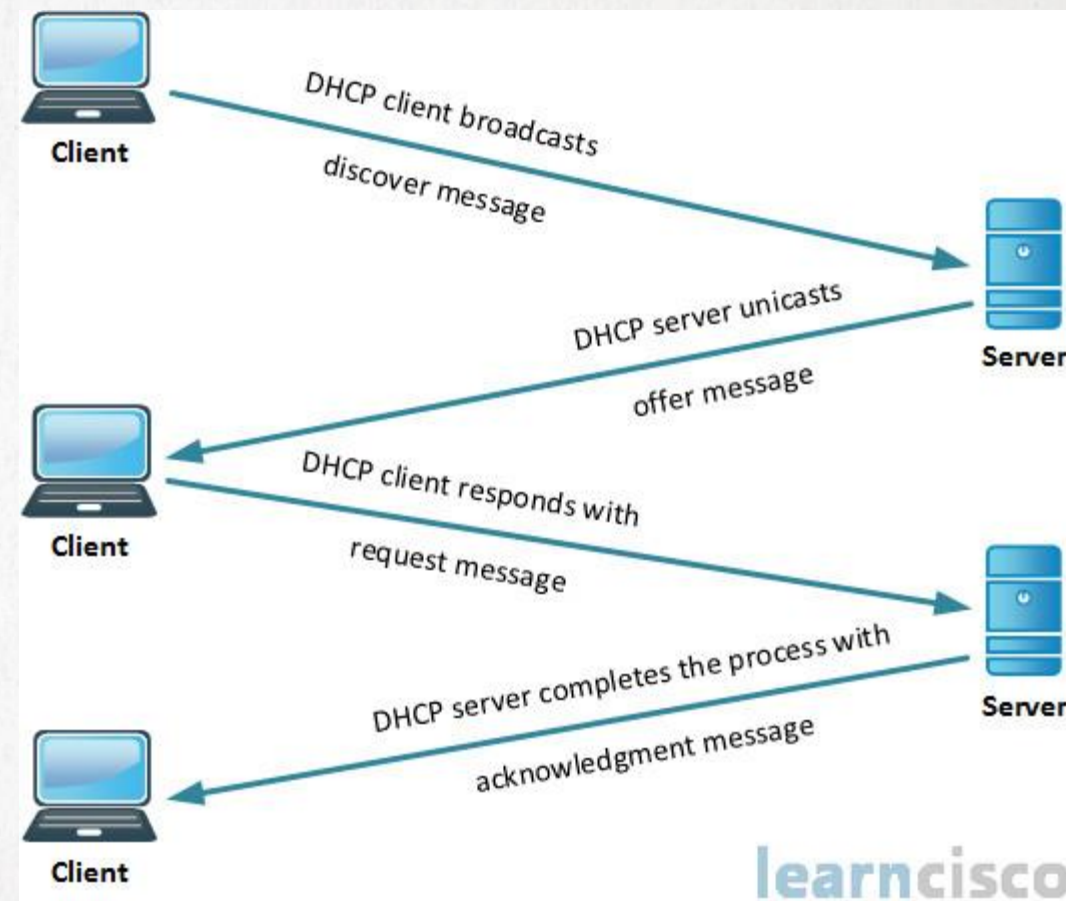 Client
DHCP client broadcasts
discover message
Server
DHCP server unicasts
offer message
Client
DHCP client responds with
request message
Server
DHCP server completes the process with
acknowledgment message
Client
learncisco